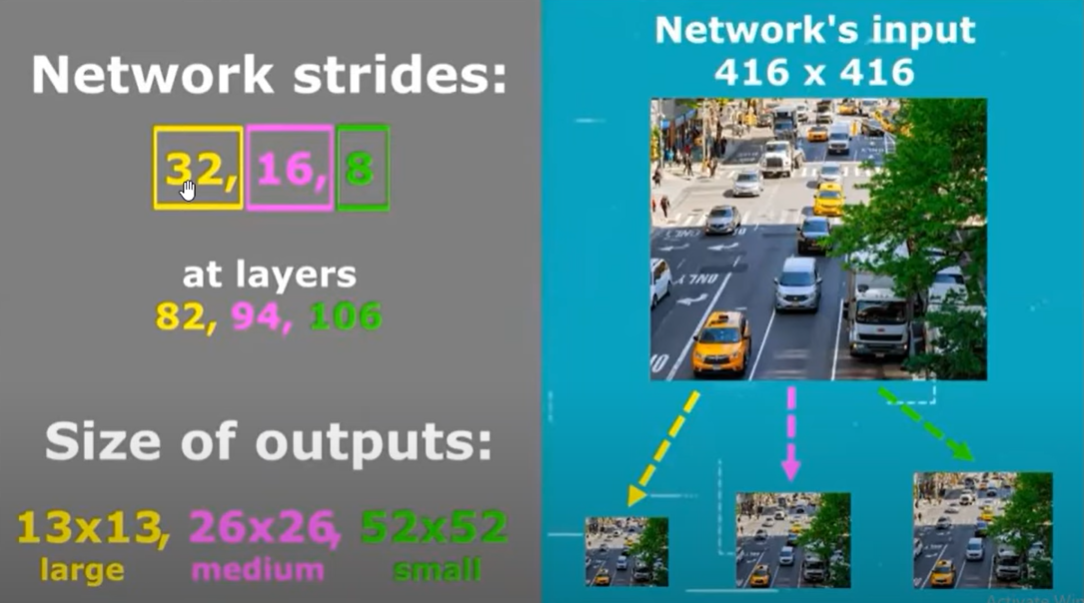 Network strides:
32, 16, 8
at layers
82, 94, 106
Size of outputs:
13x13, 26x26, 52x52
large medium small
Network's input
416 x 416
ONLY
Activate Win